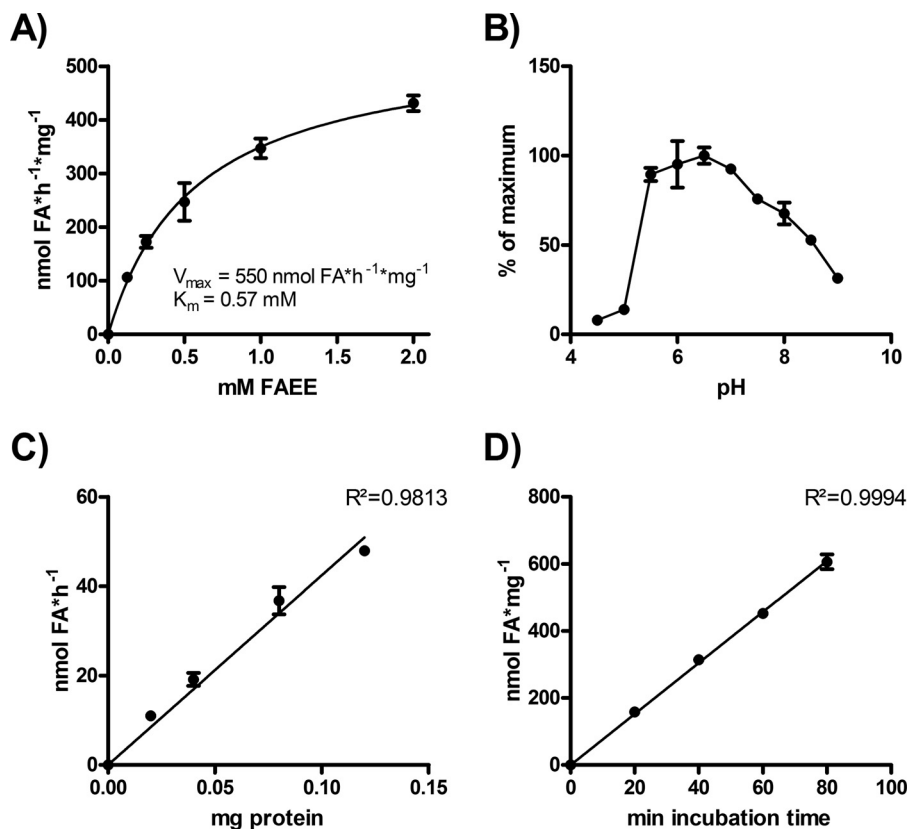 A)
500
400
300
200
100
0
nmol FA*h⁻¹*mg⁻¹
V_max = 550 nmol FA*h⁻¹*mg⁻¹
K_m = 0.57 mM
0.0 0.5 1.0 1.5 2.0
mM FAEE
B)
150
100
50
0
% of maximum
4 6 8 10
pH
C)
R²=0.9813
60
40
20
0
nmol FA*h⁻¹
0.00 0.05 0.10 0.15
mg protein
D)
R²=0.9994
800
600
400
200
0
nmol FA*mg⁻¹
0 20 40 60 80 100
min incubation time